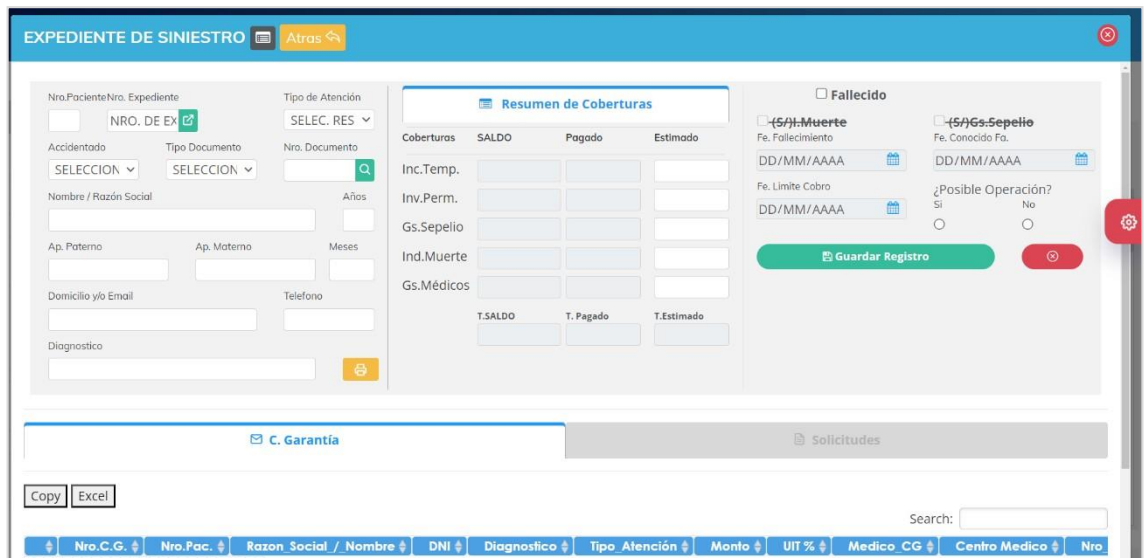 EXPEDIENTE DE SINIESTRO Atras
Nro.Paciente Nro. Expediente Tipo de Atención
NRO. DE EX SELEC. RES
Accidentado Tipo Documento Nro. Documento
SELECCION SELECCION
Nombre / Razón Social Años
Ap. Paterno Ap. Materno Meses
Domicilio y/o Email Telefono
Diagnostico
Resumen de Coberturas
Coberturas SALDO Pagado Estimado
Inc.Temp.
Inv.Perm.
Gs.Sepelio
Ind.Muerte
Gs.Médicos
T.SALDO T. Pagado T.Estimado
Fallecido
(S/)I.Muerte (S/)Gs.Sepelio
Fe. Fallecimiento Fe. Conocido Fa.
DD/MM/AAAA DD/MM/AAAA
Fe. Limite Cobro ¿Posible Operación?
DD/MM/AAAA Si No
Guardar Registro
C. Garantía Solicitudes
Copy Excel
Search:
Nro.C.G. Nro.Pac. Razon_Social_/_Nombre DNI Diagnostico Tipo_Atención Monto UIT % Medico_CG Centro Medico Nro